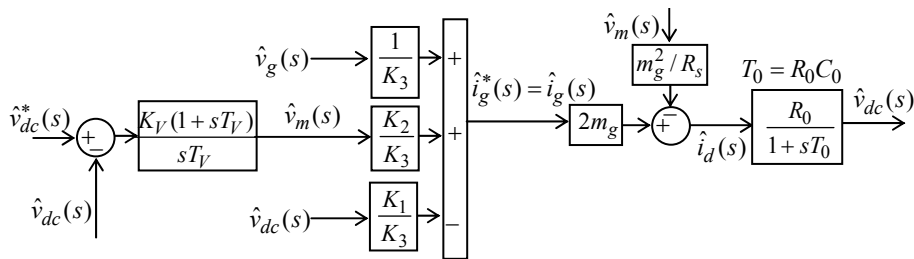 v̂*_dc(s)
+
−
v̂_dc(s)
K_V(1+sT_V)
sT_V
v̂_g(s)
1
K_3
v̂_m(s)
K_2
K_3
v̂_dc(s)
K_1
K_3
+
+
−
î*_g(s) = î_g(s)
2m_g
v̂_m(s)
m_g^2/R_s
+
−
î_d(s)
T_0 = R_0C_0
R_0
1+sT_0
v̂_dc(s)